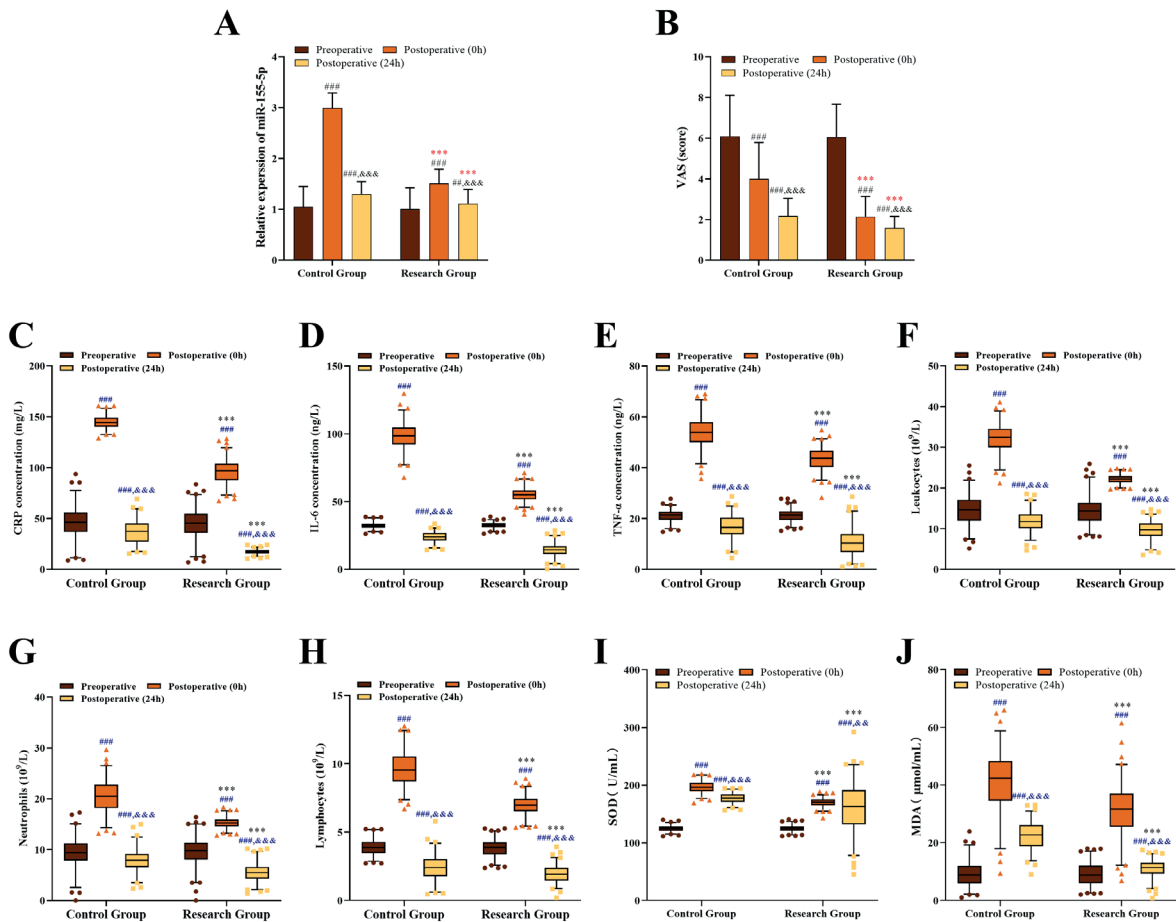 A
Preoperative
Postoperative (0h)
Postoperative (24h)
Relative experssion of miR-155-5p
4
3
2
1
0
###
###,&&&
***
###
***
##,&&&
Control Group
Research Group
B
Preoperative
Postoperative (0h)
Postoperative (24h)
VAS (score)
10
8
6
4
2
0
###
###,&&&
***
###
***
###,&&&
Control Group
Research Group
C
Preoperative
Postoperative (0h)
Postoperative (24h)
CRP concentration (mg/L)
200
150
100
50
0
###
###,&&&
***
###
***
###,&&&
Control Group
Research Group
D
Preoperative
Postoperative (0h)
Postoperative (24h)
IL-6 concentration (ng/L)
150
100
50
0
###
###,&&&
***
###
***
###,&&&
Control Group
Research Group
E
Preoperative
Postoperative (0h)
Postoperative (24h)
TNF-α concentration (ng/L)
80
60
40
20
0
###
###,&&&
***
###
***
###,&&&
Control Group
Research Group
F
Preoperative
Postoperative (0h)
Postoperative (24h)
Leukocytes (10⁹/L)
50
40
30
20
10
0
###
###,&&&
***
###
***
###,&&&
Control Group
Research Group
G
Preoperative
Postoperative (0h)
Postoperative (24h)
Neutrophils (10⁹/L)
40
30
20
10
0
###
###,&&&
***
###
***
###,&&&
Control Group
Research Group
H
Preoperative
Postoperative (0h)
Postoperative (24h)
Lymphocytes (10⁹/L)
15
10
5
0
###
###,&&&
***
###
***
###,&&&
Control Group
Research Group
I
Preoperative
Postoperative (0h)
Postoperative (24h)
SOD( U/mL)
400
300
200
100
0
###
###,&&&
***
###
***
###,&&
Control Group
Research Group
J
Preoperative
Postoperative (0h)
Postoperative (24h)
MDA( μmol/mL)
80
60
40
20
0
###
###,&&&
***
###
***
###,&&&
Control Group
Research Group